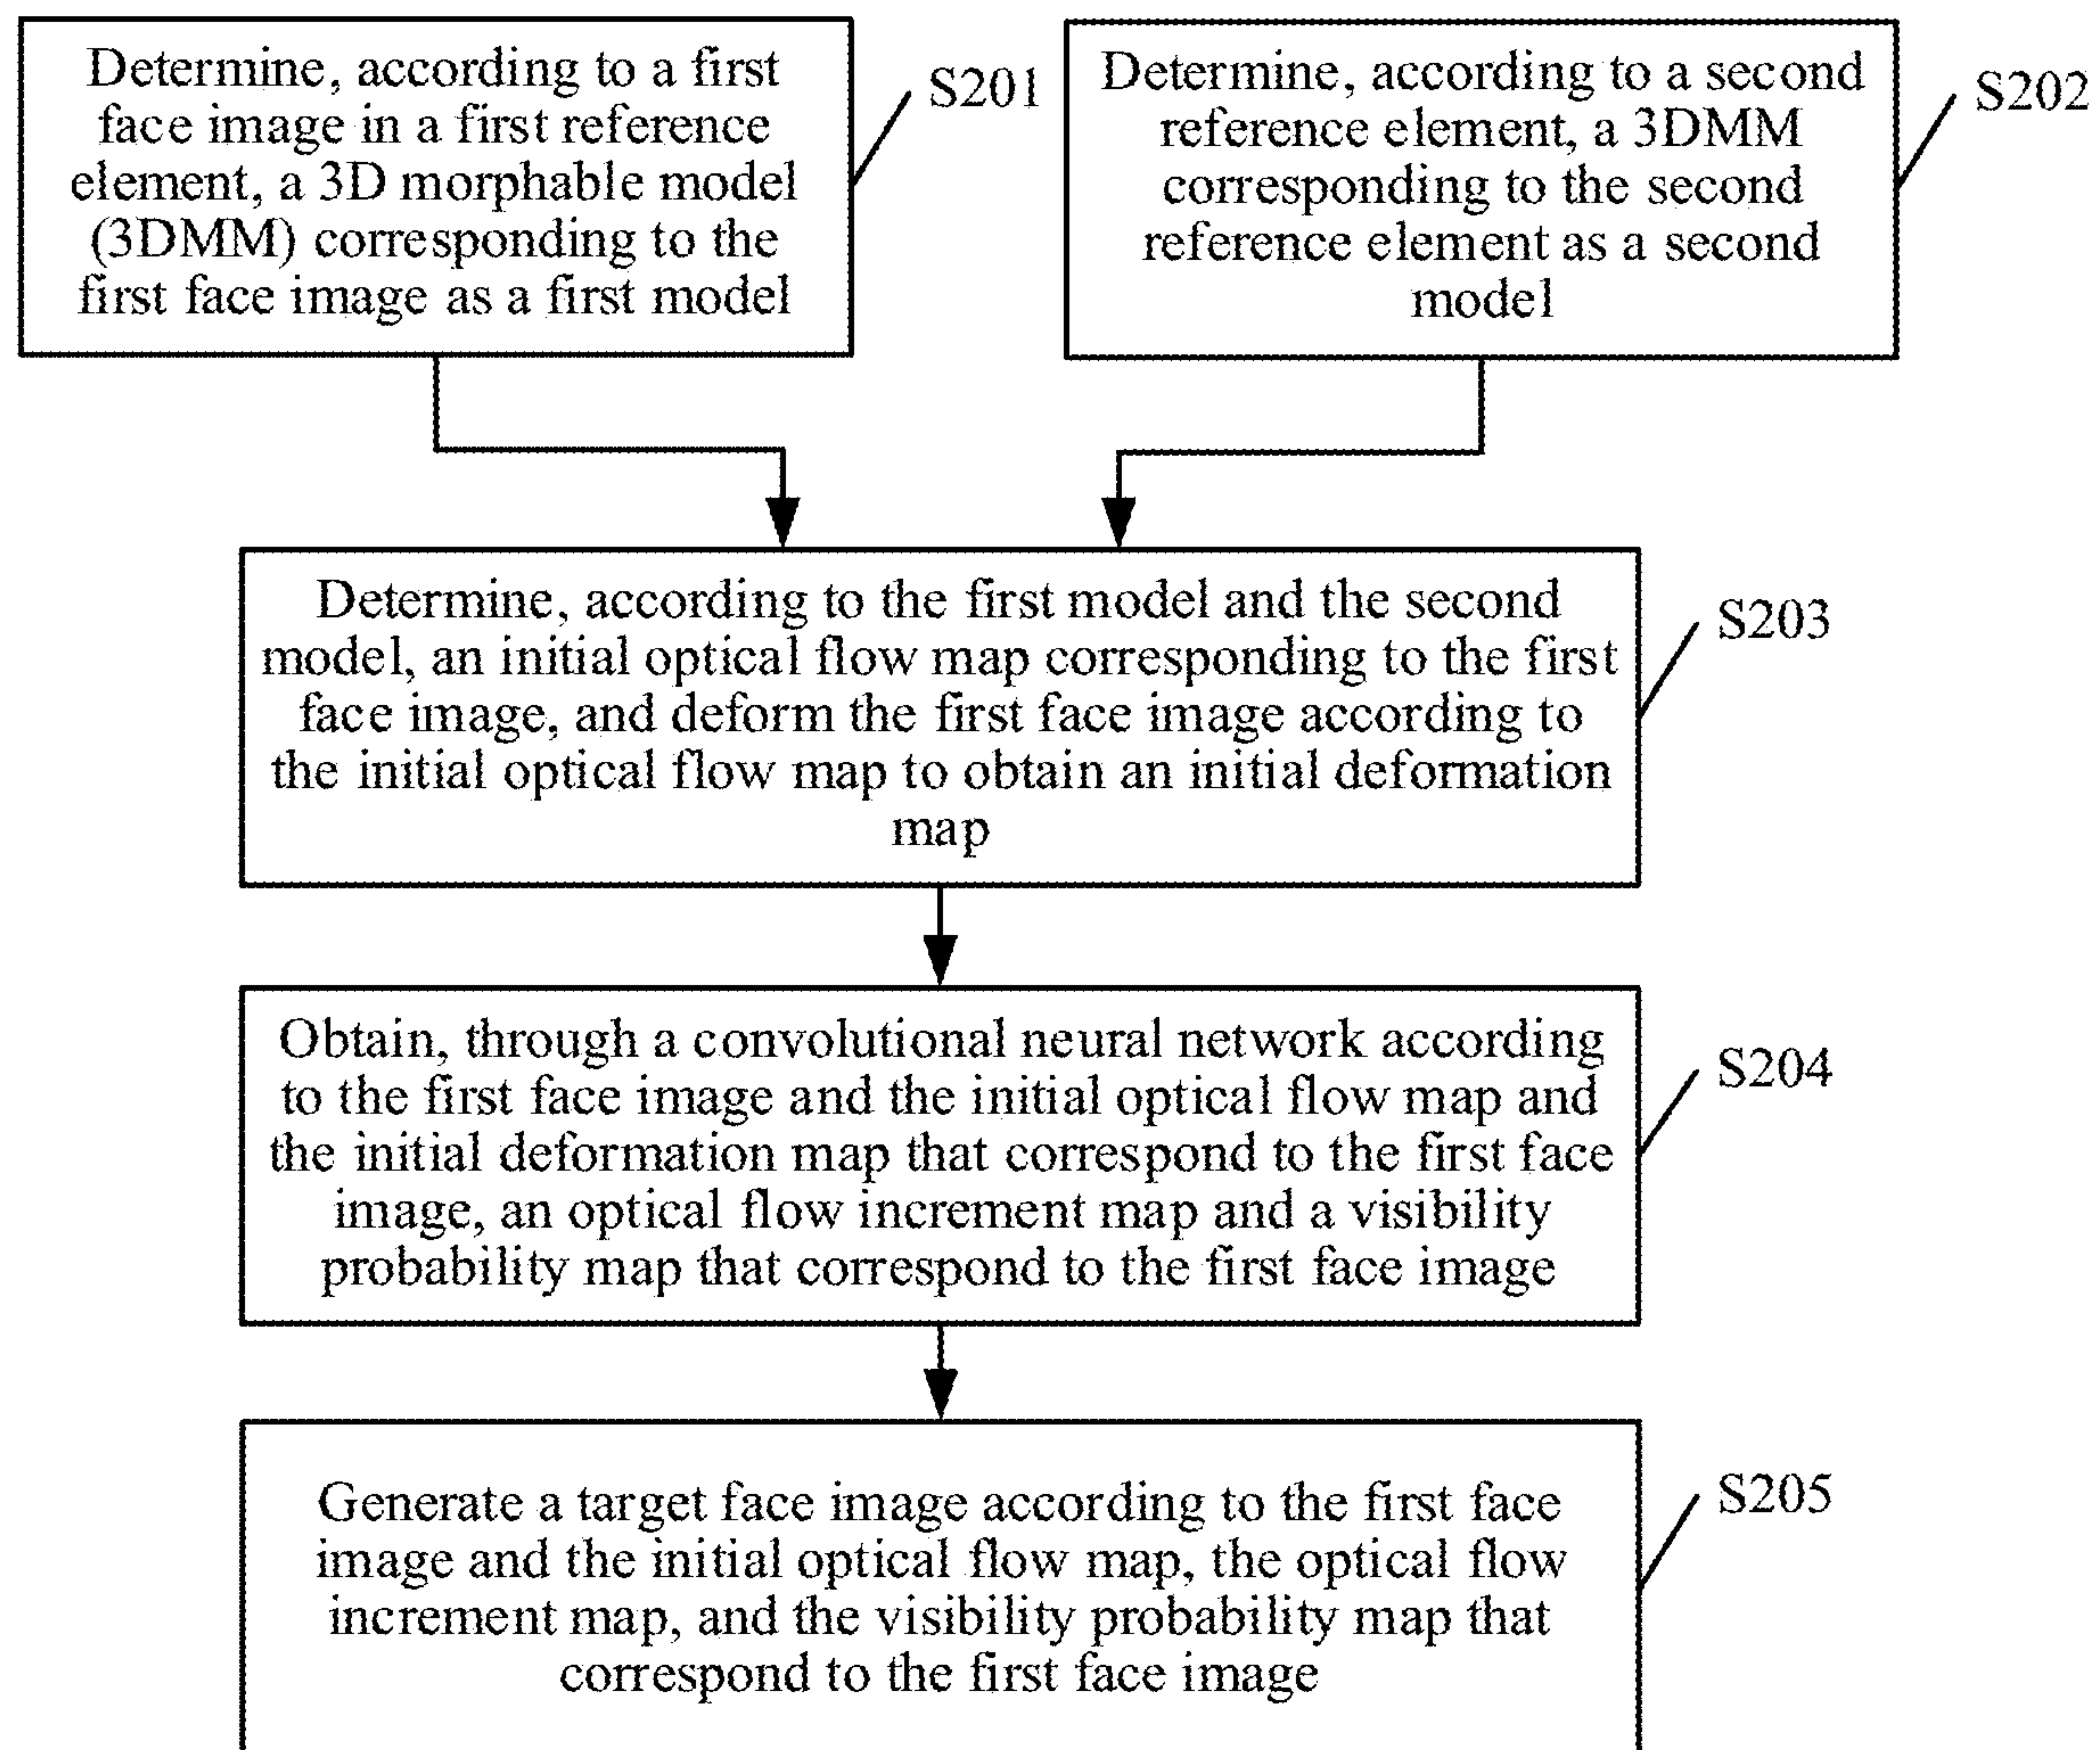 Determine, according to a first
face image in a first reference
element, a 3D morphable model
(3DMM) corresponding to the
first face image as a first model
S201
Determine, according to a second
reference element, a 3DMM
corresponding to the second
reference element as a second
model
S202
Determine, according to the first model and the second
model, an initial optical flow map corresponding to the first
face image, and deform the first face image according to
the initial optical flow map to obtain an initial deformation
map
S203
Obtain, through a convolutional neural network according
to the first face image and the initial optical flow map and
the initial deformation map that correspond to the first face
image, an optical flow increment map and a visibility
probability map that correspond to the first face image
S204
Generate a target face image according to the first face
image and the initial optical flow map, the optical flow
increment map, and the visibility probability map that
correspond to the first face image
S205